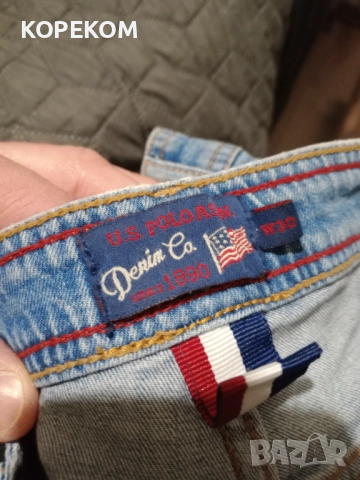 КОРЕКОМ
U.S. POLO ASSN.
Denim Co.
SINCE 1890
W30
BAZAR